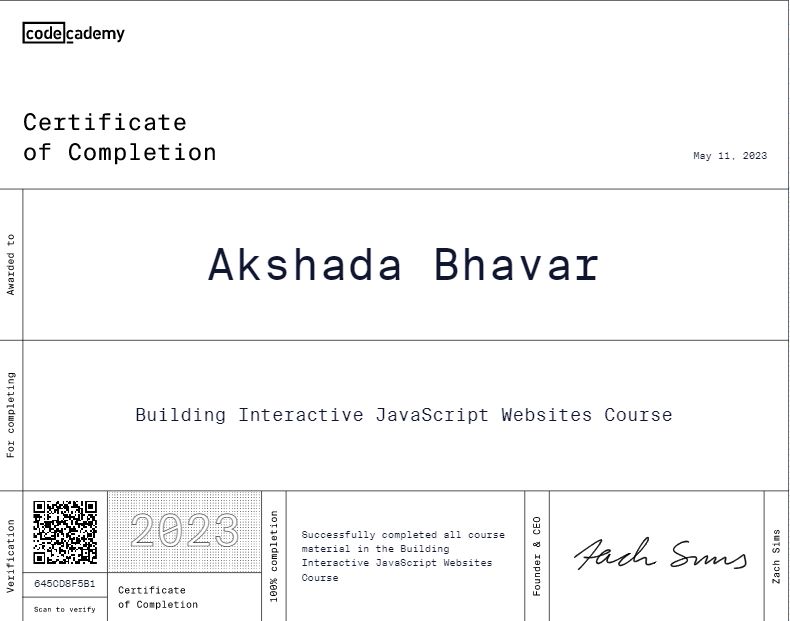 codecademy
Certificate
of Completion
May 11, 2023
Awarded to
Akshada Bhavar
For completing
Building Interactive JavaScript Websites Course
Verification
645CD8F5B1
Scan to verify
2023
Certificate
of Completion
100% completion
Successfully completed all course
material in the Building
Interactive JavaScript Websites
Course
Founder & CEO
Zach Sims
Zach Sims